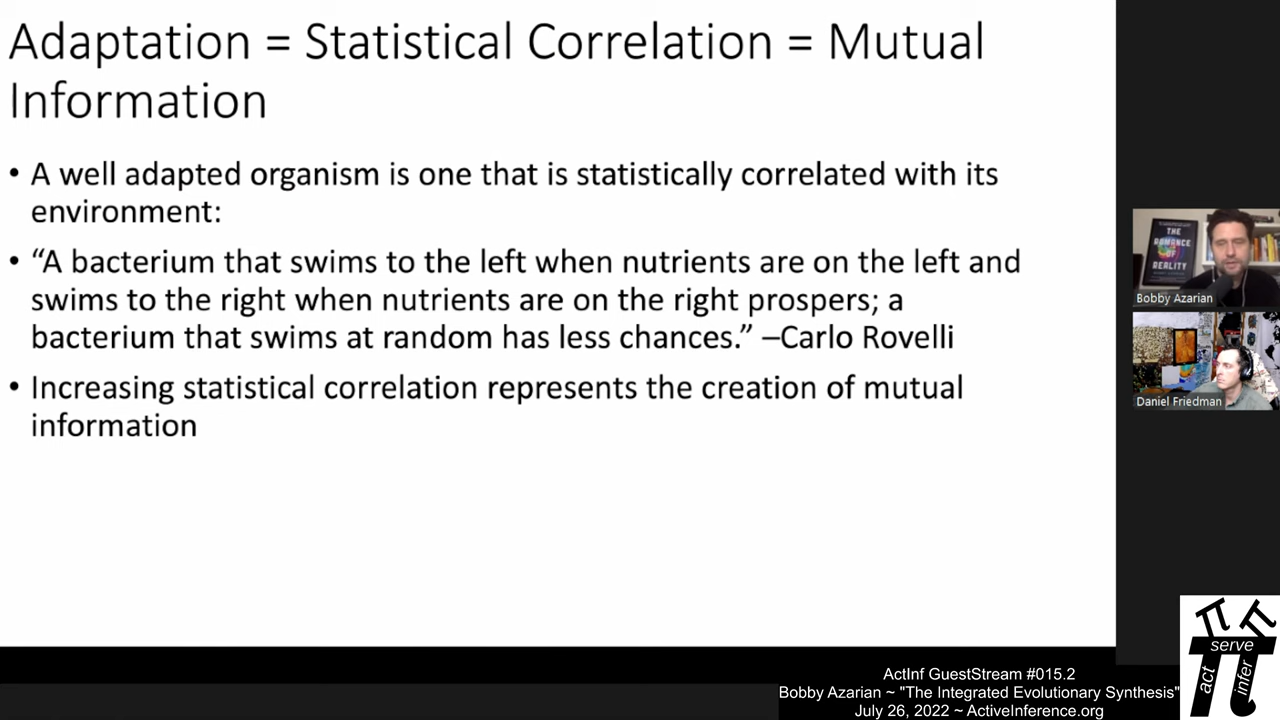 Adaptation = Statistical Correlation = Mutual
Information
• A well adapted organism is one that is statistically correlated with its
environment:
• “A bacterium that swims to the left when nutrients are on the left and
swims to the right when nutrients are on the right prospers; a
bacterium that swims at random has less chances.” –Carlo Rovelli
• Increasing statistical correlation represents the creation of mutual
information
THE
ROMANCE
OF
REALITY
Bobby Azarian
Daniel Friedman
serve
act
infer
ActInf GuestStream #015.2
Bobby Azarian ~ "The Integrated Evolutionary Synthesis"
July 26, 2022 ~ ActiveInference.org